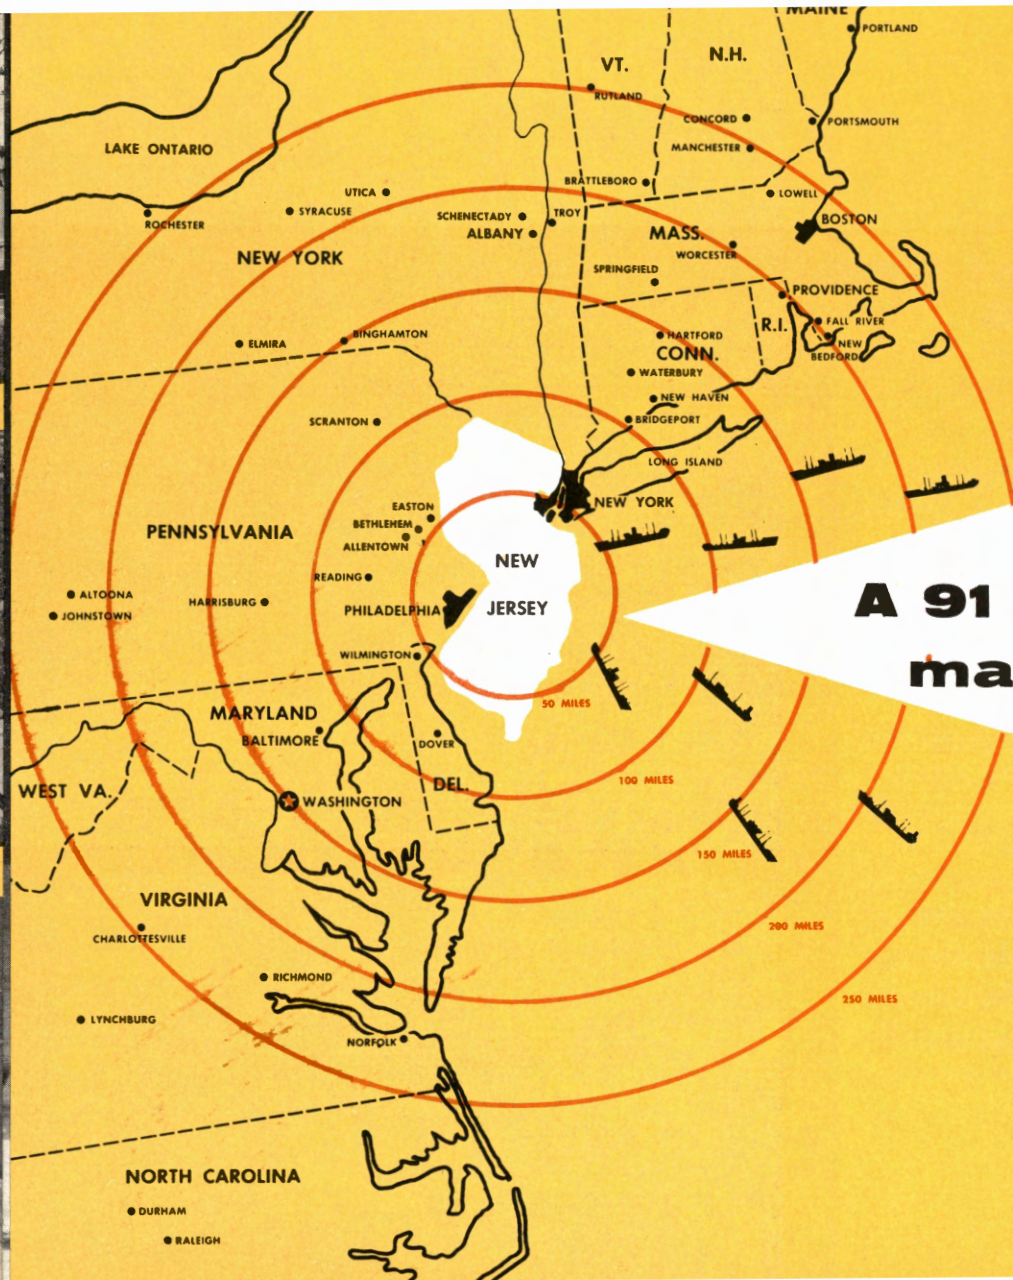 MAINE
PORTLAND
N.H.
VT.
RUTLAND
CONCORD
PORTSMOUTH
LAKE ONTARIO
MANCHESTER
BRATTLEBORO
UTICA
LOWELL
SYRACUSE
SCHENECTADY
TROY
ROCHESTER
BOSTON
ALBANY
MASS.
NEW YORK
WORCESTER
SPRINGFIELD
PROVIDENCE
R.I.
FALL RIVER
BINGHAMTON
HARTFORD
ELMIRA
NEW
BEDFORD
CONN.
WATERBURY
NEW HAVEN
SCRANTON
BRIDGEPORT
LONG ISLAND
NEW YORK
EASTON
BETHLEHEM
PENNSYLVANIA
ALLENTOWN
NEW
JERSEY
READING
ALTOONA
HARRISBURG
PHILADELPHIA
JOHNSTOWN
A 91
ma
WILMINGTON
50 MILES
MARYLAND
BALTIMORE
DOVER
100 MILES
DEL.
WEST VA.
WASHINGTON
150 MILES
VIRGINIA
200 MILES
CHARLOTTESVILLE
RICHMOND
250 MILES
LYNCHBURG
NORFOLK
NORTH CAROLINA
DURHAM
RALEIGH